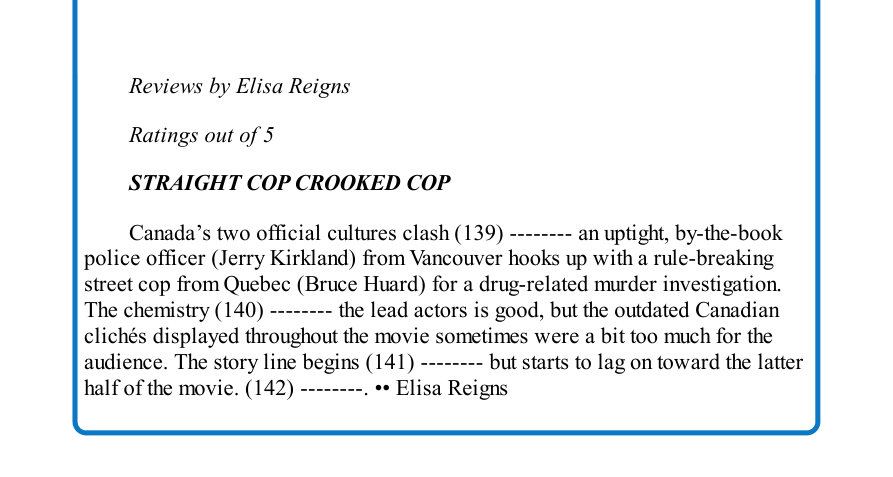 Reviews by Elisa Reigns
Ratings out of 5
STRAIGHT COP CROOKED COP
Canada’s two official cultures clash (139) -------- an uptight, by-the-book
police officer (Jerry Kirkland) from Vancouver hooks up with a rule-breaking
street cop from Quebec (Bruce Huard) for a drug-related murder investigation.
The chemistry (140) -------- the lead actors is good, but the outdated Canadian
clichés displayed throughout the movie sometimes were a bit too much for the
audience. The story line begins (141) -------- but starts to lag on toward the latter
half of the movie. (142) --------. •• Elisa Reigns